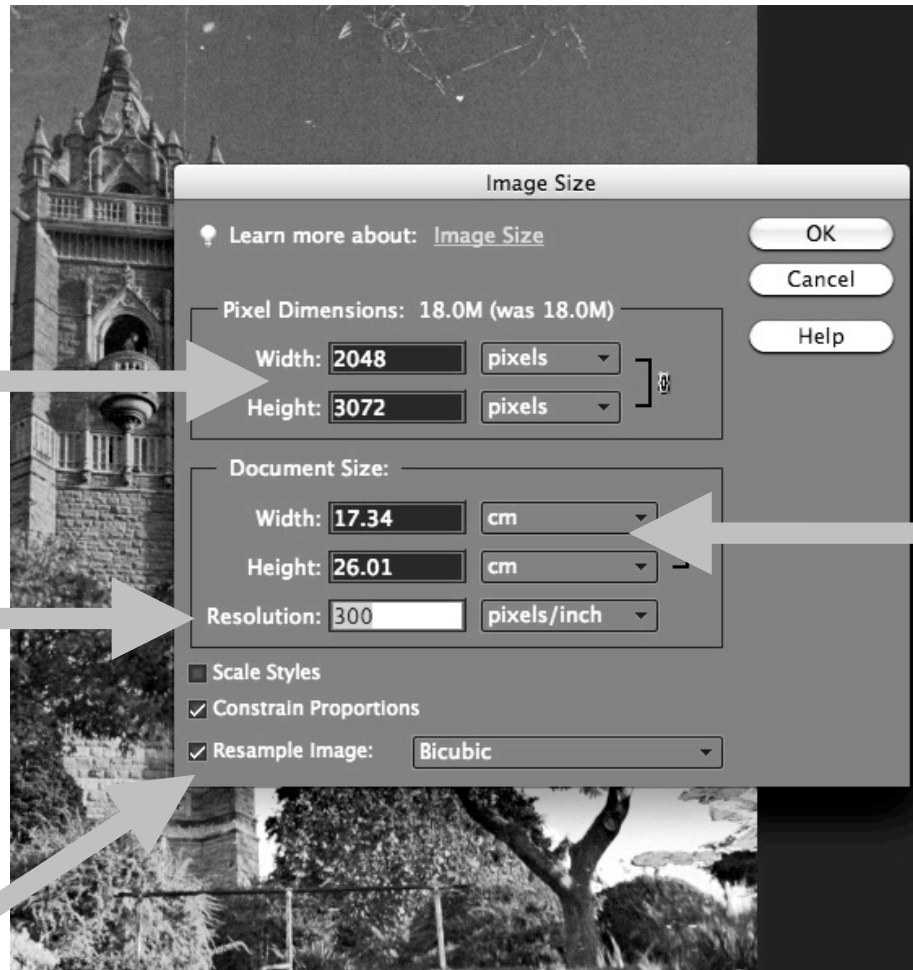 Image Size
Learn more about: Image Size
OK
Cancel
Help
Pixel Dimensions: 18.0M (was 18.0M)
Width: 2048 pixels
Height: 3072 pixels
Document Size:
Width: 17.34 cm
Height: 26.01 cm
Resolution: 300 pixels/inch
Scale Styles
Constrain Proportions
Resample Image: Bicubic